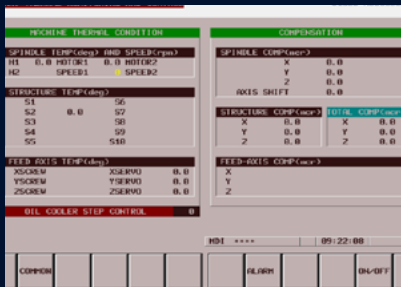 MACHINE THERMAL CONDITION
SPINDLE TEMP(deg) AND SPEED(rpm)
H1 0.0 MOTOR1 0.0 MOTOR2
H2 SPEED1 0 SPEED2
STRUCTURE TEMP(deg)
S1 S6
S2 0.0 S7
S3 S8
S4 S9
S5 S10
FEED AXIS TEMP(deg)
XSCREW XSERVO 0.0
YSCREW YSERVO 0.0
ZSCREW ZSERVO 0.0
OIL COOLER STEP CONTROL 0
COMPENSATION
SPINDLE COMP(mcr)
X 0.0
Y 0.0
Z 0.0
AXIS SHIFT 0.0
STRUCTURE COMP(mcr)
X 0.0
Y 0.0
Z 0.0
TOTAL COMP(mcr
X 0.0
Y 0.0
Z 0.0
FEED-AXIS COMP(mcr)
X
Y
Z
MDI **** 09:22:08
COMMON ALARM ON/OFF